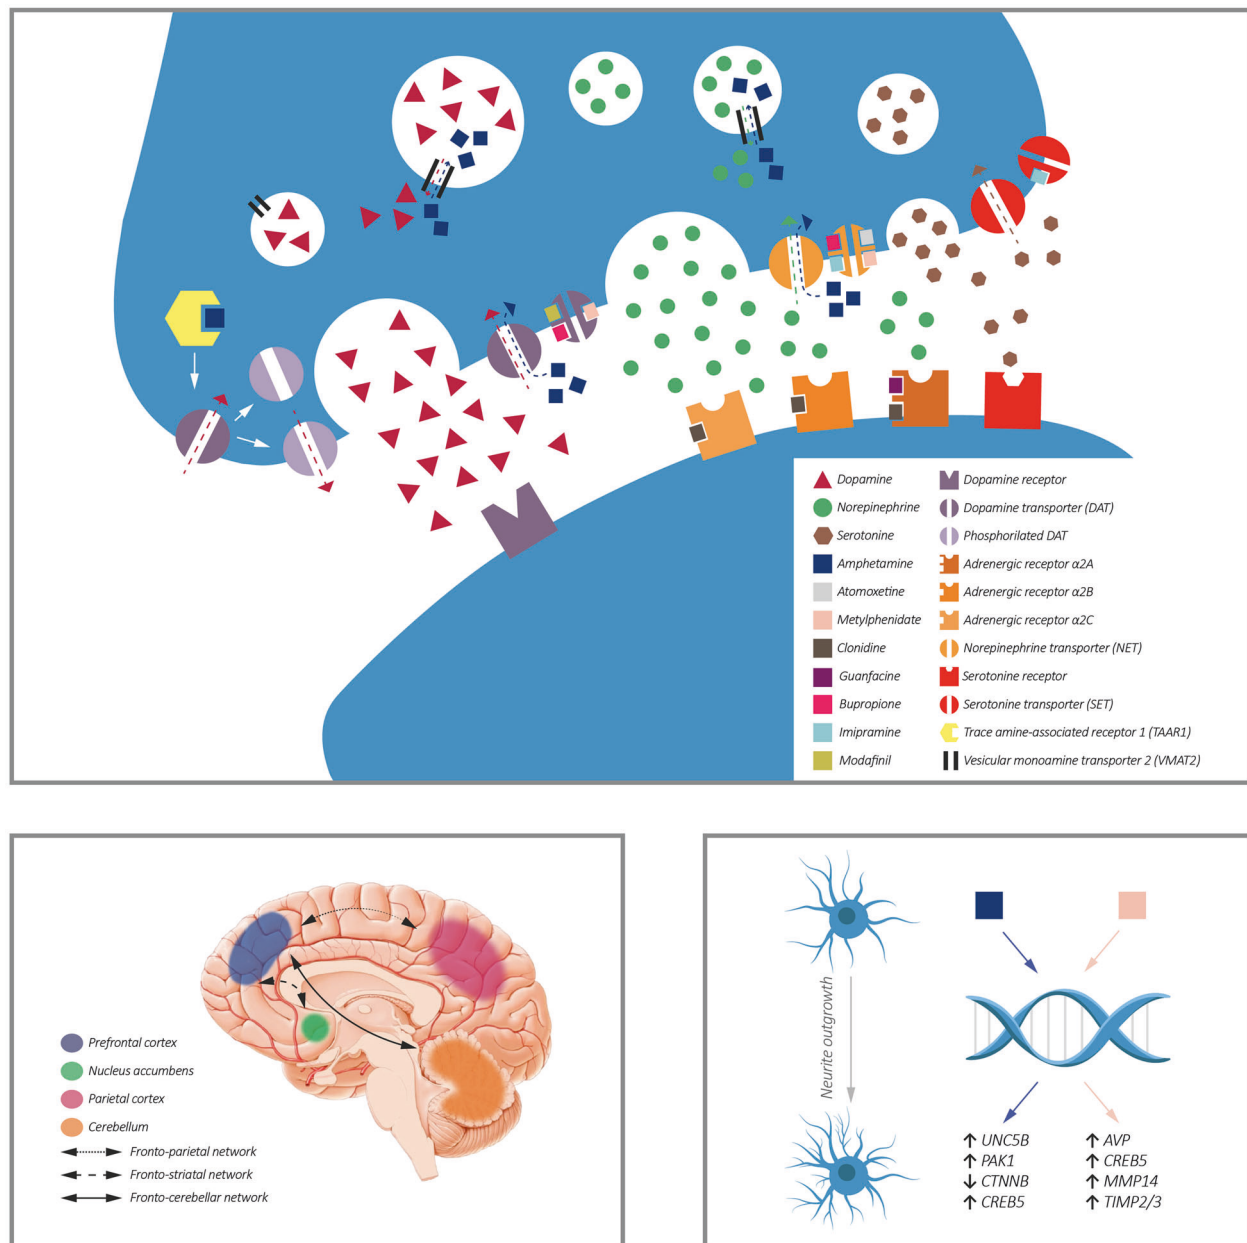 Dopamine
Norepinephrine
Serotonine
Amphetamine
Atomoxetine
Metylphenidate
Clonidine
Guanfacine
Bupropione
Imipramine
Modafinil
Dopamine receptor
Dopamine transporter (DAT)
Phosphorilated DAT
Adrenergic receptor α2A
Adrenergic receptor α2B
Adrenergic receptor α2C
Norepinephrine transporter (NET)
Serotonine receptor
Serotonine transporter (SET)
Trace amine-associated receptor 1 (TAAR1)
Vesicular monoamine transporter 2 (VMAT2)
Prefrontal cortex
Nucleus accumbens
Parietal cortex
Cerebellum
Fronto-parietal network
Fronto-striatal network
Fronto-cerebellar network
Neurite outgrowth
↑ UNC5B
↑ PAK1
↓ CTNNB
↑ CREB5
↑ AVP
↑ CREB5
↑ MMP14
↑ TIMP2/3